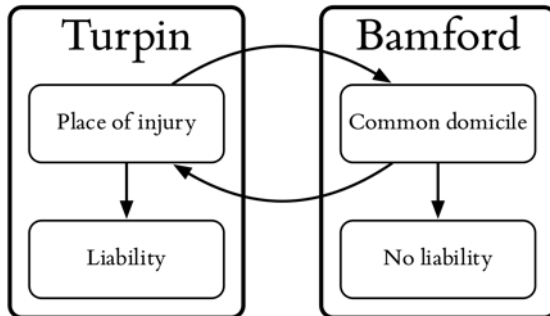 Turpin
Bamford
Place of injury
Common domicile
Liability
No liability